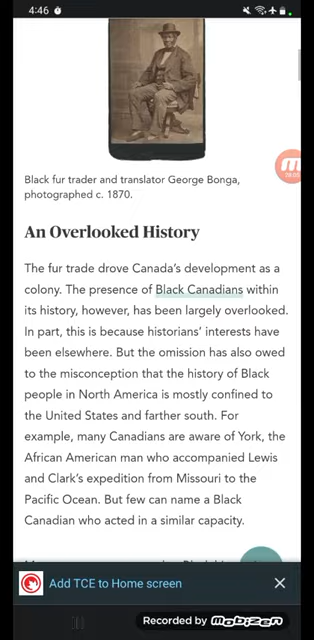 4:46
Black fur trader and translator George Bonga,
photographed c. 1870.
An Overlooked History
The fur trade drove Canada's development as a
colony. The presence of Black Canadians within
its history, however, has been largely overlooked.
In part, this is because historians' interests have
been elsewhere. But the omission has also owed
to the misconception that the history of Black
people in North America is mostly confined to
the United States and farther south. For
example, many Canadians are aware of York, the
African American man who accompanied Lewis
and Clark's expedition from Missouri to the
Pacific Ocean. But few can name a Black
Canadian who acted in a similar capacity.
Add TCE to Home screen
Recorded by Mobizen